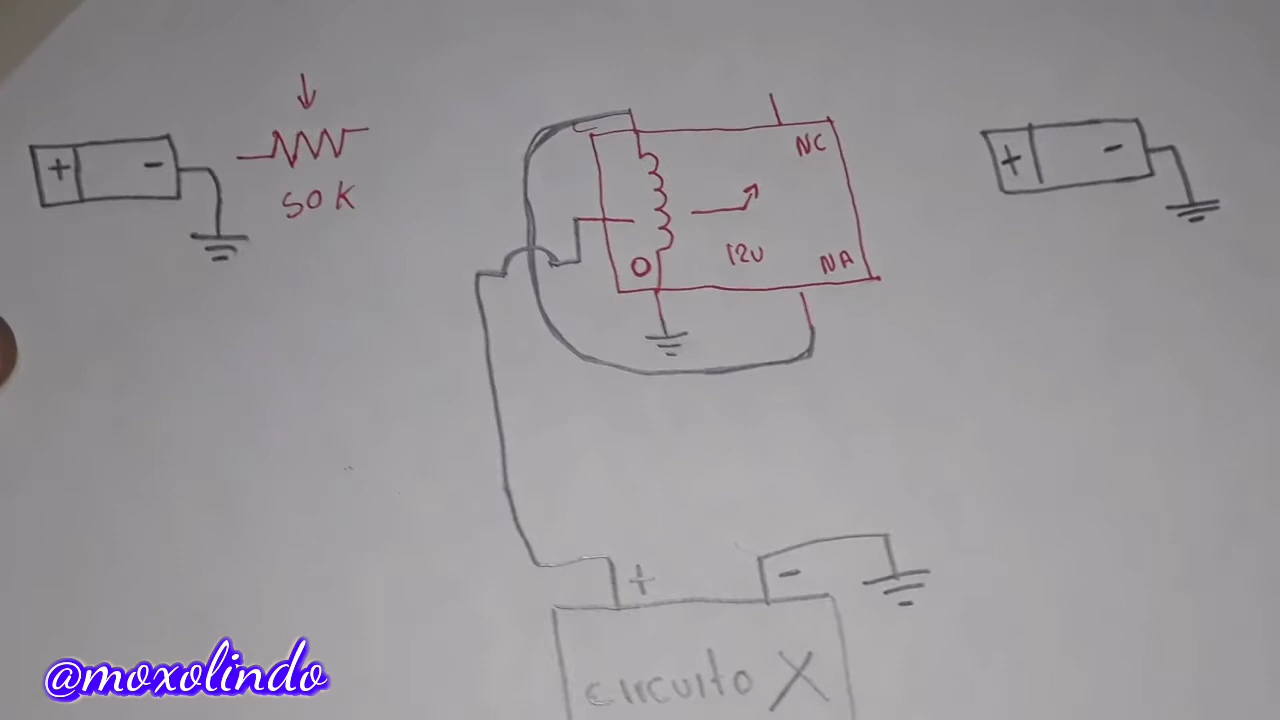 + -
50K
NC
12V
NA
+ -
+ -
circuito X
@moxolindo